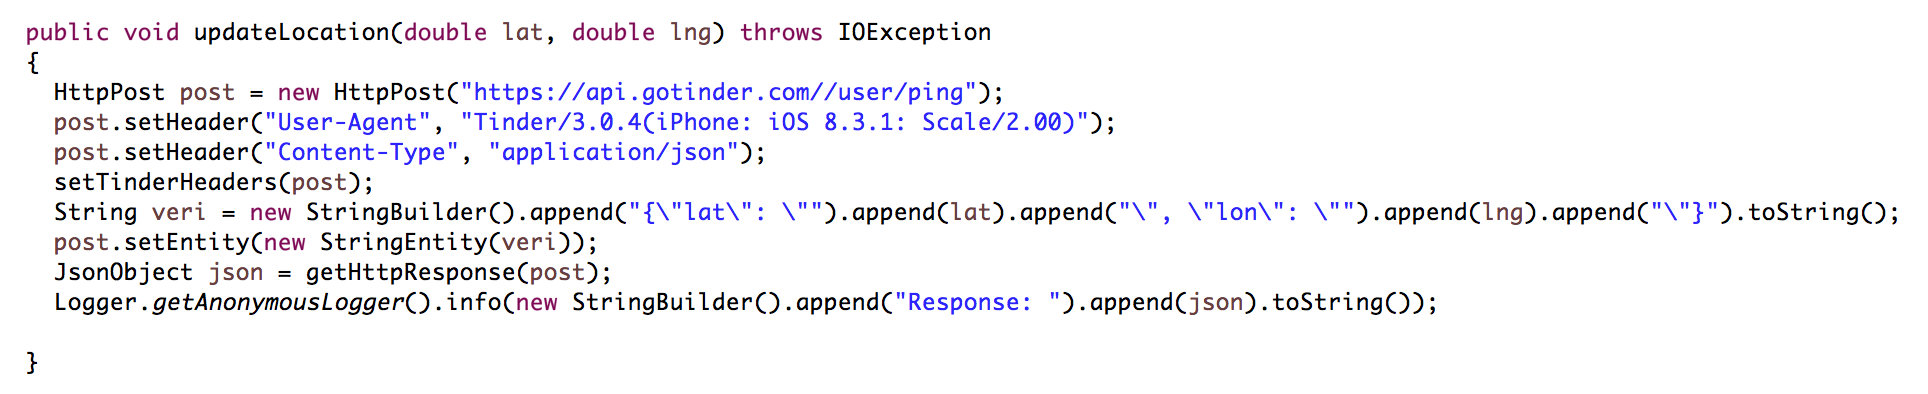 public void updateLocation(double lat, double lng) throws IOException
{
HttpPost post = new HttpPost("https://api.gotinder.com//user/ping");
post.setHeader("User-Agent", "Tinder/3.0.4(iPhone: iOS 8.3.1: Scale/2.00)");
post.setHeader("Content-Type", "application/json");
setTinderHeaders(post);
String veri = new StringBuilder().append("{\"lat\": \"").append(lat).append("\", \"lon\": \"").append(lng).append("\"}").toString();
post.setEntity(new StringEntity(veri));
JsonObject json = getHttpResponse(post);
Logger.getAnonymousLogger().info(new StringBuilder().append("Response: ").append(json).toString());
}